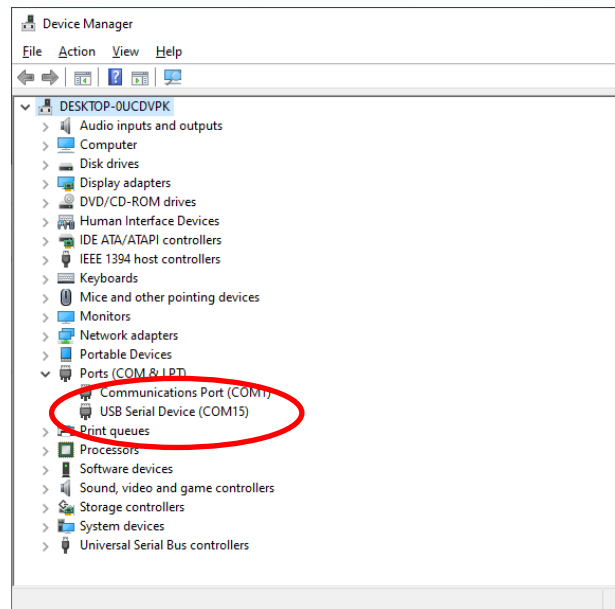 Device Manager
File Action View Help
DESKTOP-0UCDVPK
Audio inputs and outputs
Computer
Disk drives
Display adapters
DVD/CD-ROM drives
Human Interface Devices
IDE ATA/ATAPI controllers
IEEE 1394 host controllers
Keyboards
Mice and other pointing devices
Monitors
Network adapters
Portable Devices
Ports (COM & LPT)
Communications Port (COM1)
USB Serial Device (COM15)
Print queues
Processors
Software devices
Sound, video and game controllers
Storage controllers
System devices
Universal Serial Bus controllers